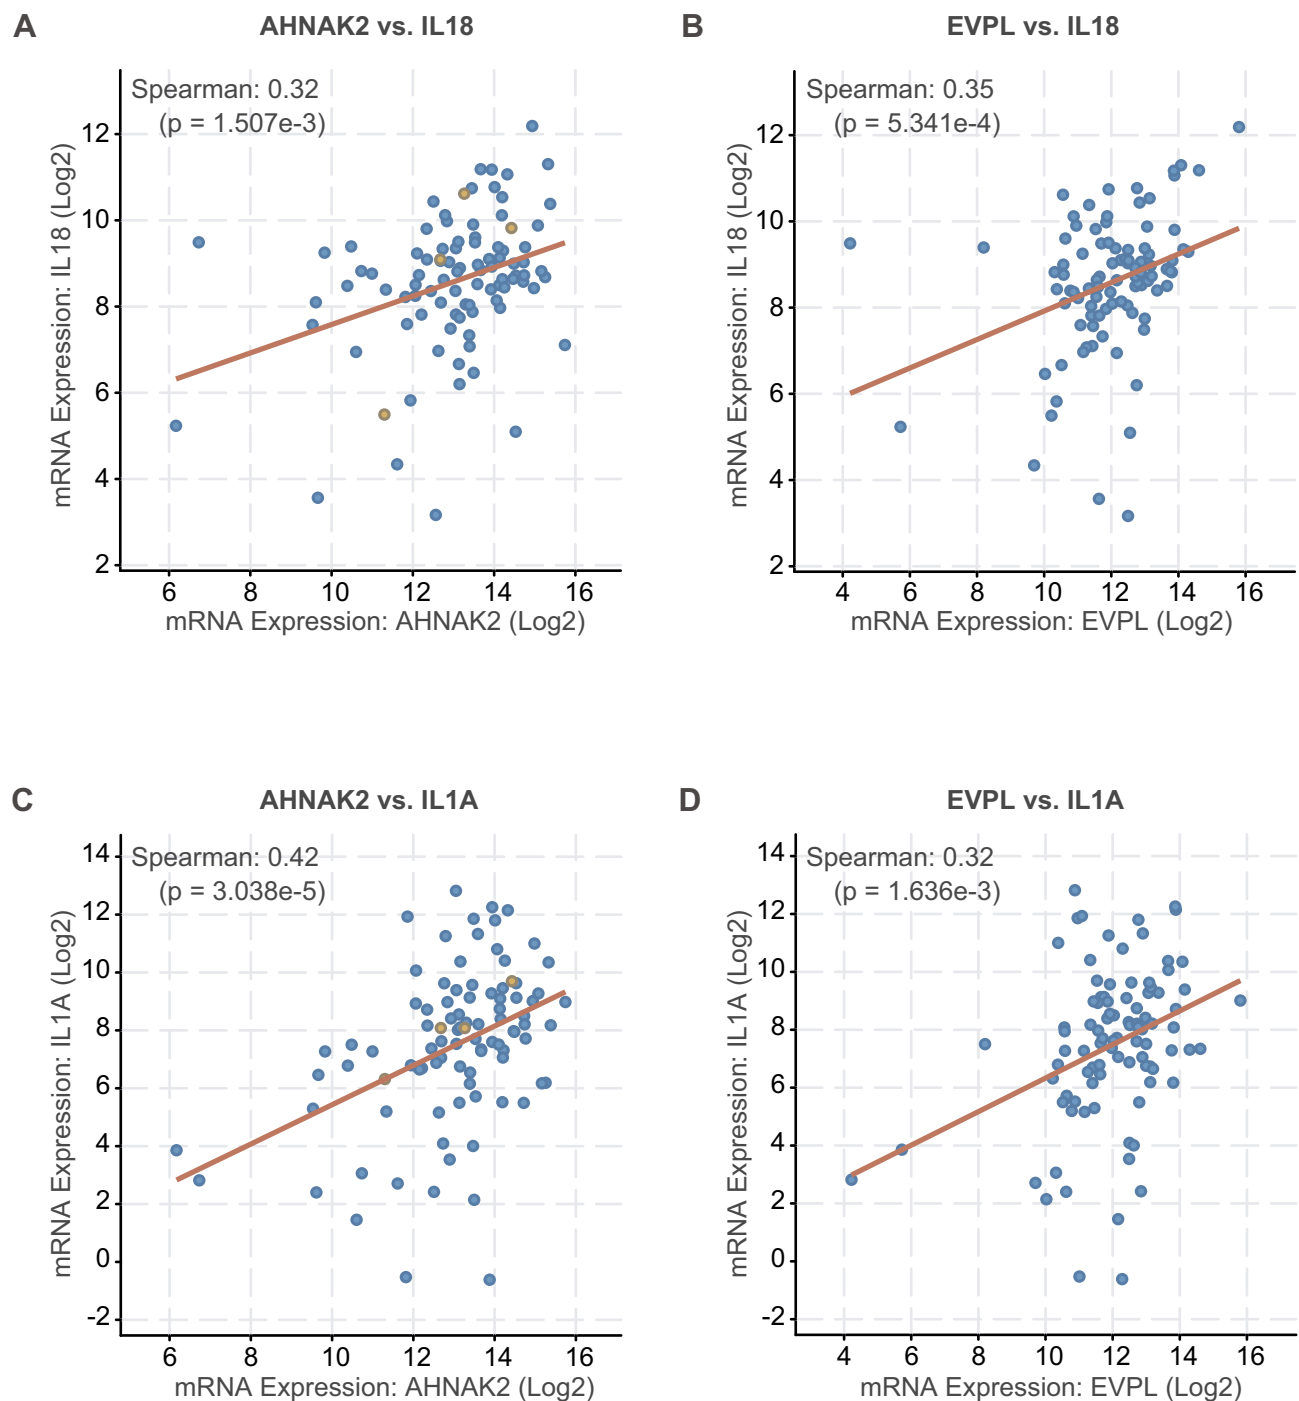 A
AHNAK2 vs. IL18
Spearman: 0.32
(p = 1.507e-3)
mRNA Expression: IL18 (Log2)
12
10
8
6
4
2
6 8 10 12 14 16
mRNA Expression: AHNAK2 (Log2)
B
EVPL vs. IL18
Spearman: 0.35
(p = 5.341e-4)
mRNA Expression: IL18 (Log2)
12
10
8
6
4
2
4 6 8 10 12 14 16
mRNA Expression: EVPL (Log2)
C
AHNAK2 vs. IL1A
Spearman: 0.42
(p = 3.038e-5)
mRNA Expression: IL1A (Log2)
14
12
10
8
6
4
2
0
-2
6 8 10 12 14 16
mRNA Expression: AHNAK2 (Log2)
D
EVPL vs. IL1A
Spearman: 0.32
(p = 1.636e-3)
mRNA Expression: IL1A (Log2)
14
12
10
8
6
4
2
0
-2
4 6 8 10 12 14 16
mRNA Expression: EVPL (Log2)